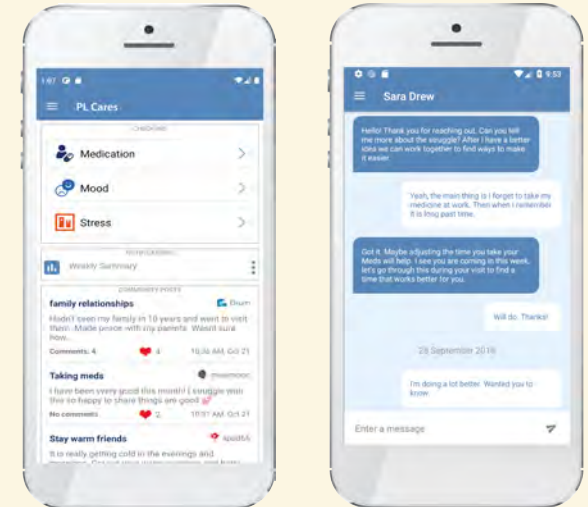 1:07
PL Cares
CHECKINS
Medication
Mood
Stress
Weekly Summary
COMMUNITY POSTS
family relationships
Drum
Hadn't seen my family in 10 years and went to visit
them. Made peace with my parents. Wasnt sure
how...
Comments: 4
4
10:36 AM, Oct 21
Taking meds
I have been every good this month! I struggle with
this so happy to share things are good
No comments
2
10:31 AM, Oct 21
Stay warm friends
spud66
It is really getting cold in the evenings and
9:53
Sara Drew
Hello! Thank you for reaching out. Can you tell
me more about the struggle? After I have a better
idea we can work together to find ways to make
it easier.
Yeah, the main thing is I forget to take my
medicine at work. Then when I remember
it is long past time.
Got it. Maybe adjusting the time you take your
Meds will help. I see you are coming in this week,
let's go through this during your visit to find a
time that works better for you.
Will do. Thanks!
28 September 2018
I'm doing a lot better. Wanted you to
know.
Enter a message